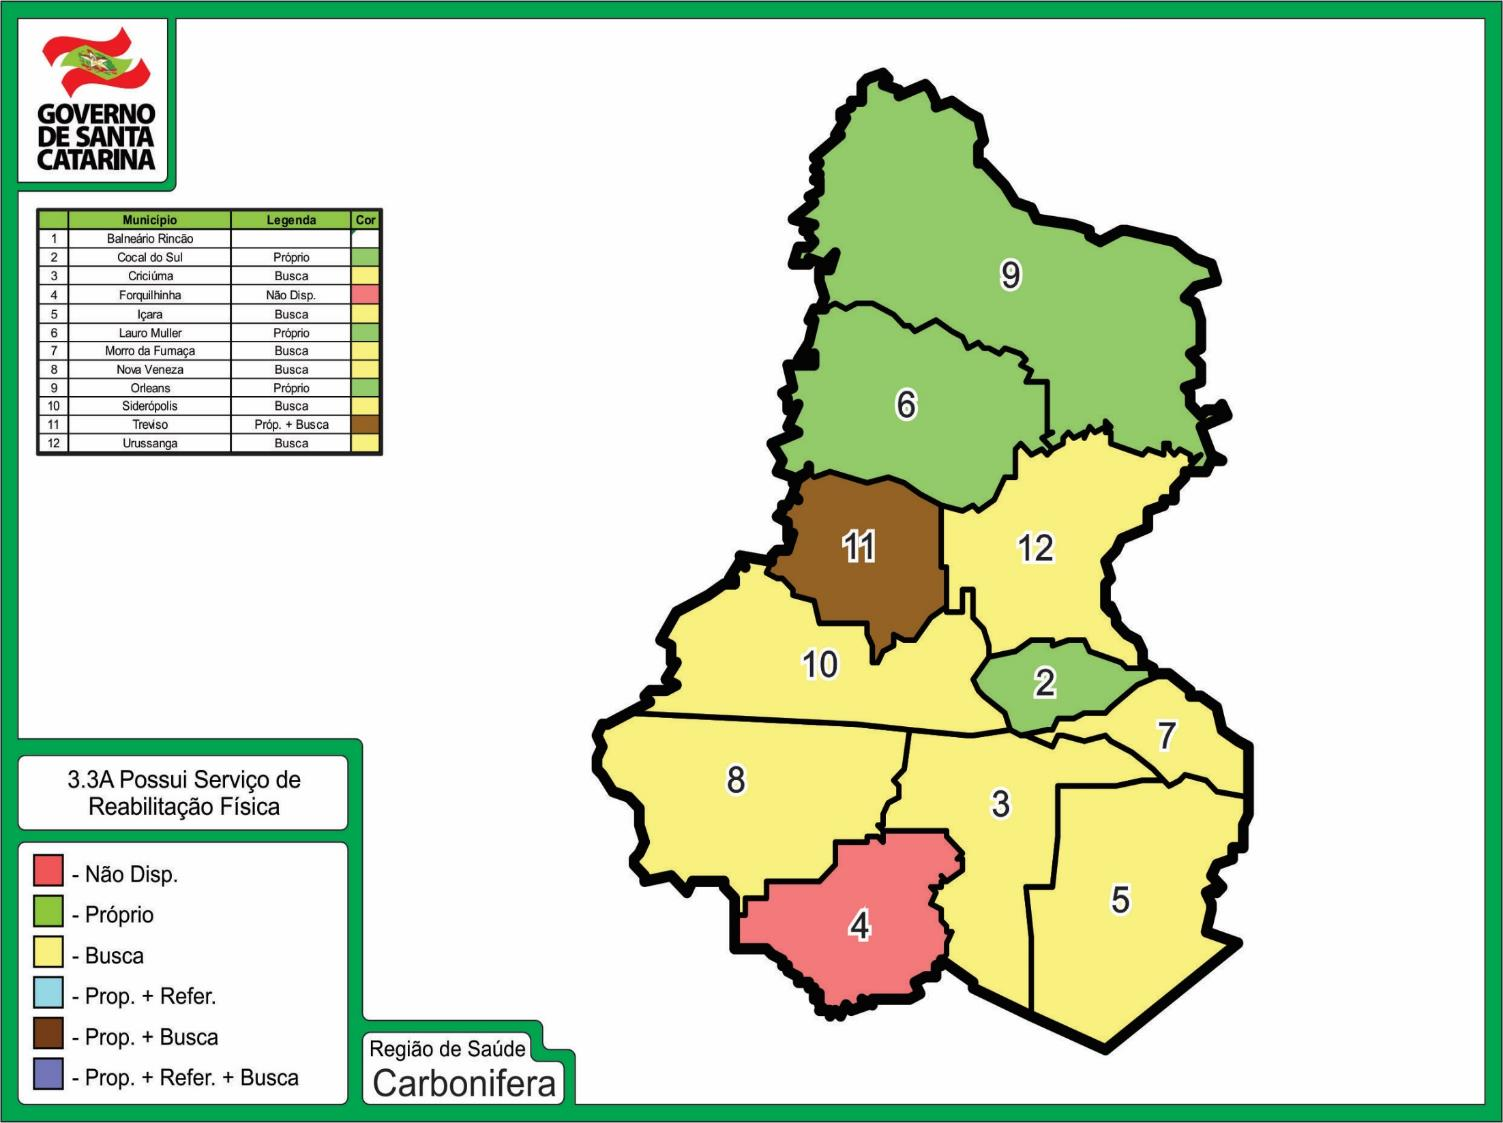 GOVERNO
DE SANTA
CATARINA
Município Legenda Cor
1 Balneário Rincão
2 Cocal do Sul Próprio
3 Criciúma Busca
4 Forquilhinha Não Disp.
5 Içara Busca
6 Lauro Muller Próprio
7 Morro da Fumaça Busca
8 Nova Veneza Busca
9 Orleans Próprio
10 Siderópolis Busca
11 Treviso Próp. + Busca
12 Urussanga Busca
9
6
11
12
10
2
7
8
3
5
4
3.3A Possui Serviço de
Reabilitação Física
- Não Disp.
- Próprio
- Busca
- Prop. + Refer.
- Prop. + Busca
- Prop. + Refer. + Busca
Região de Saúde
Carbonifera